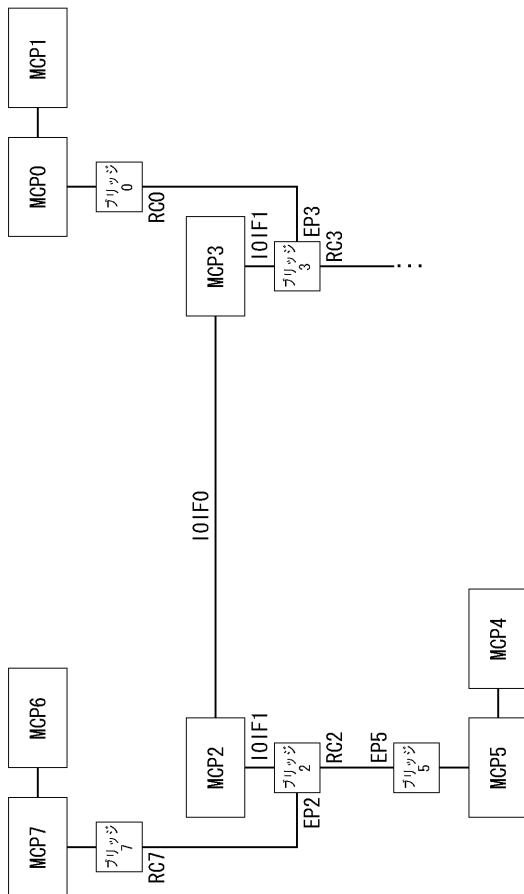 MCP1
MCP0
ブリッジ
0
RC0
MCP3
IOIF1
EP3
ブリッジ
3
RC3
...
IOIF0
MCP6
MCP7
ブリッジ
7
RC7
MCP2
IOIF1
ブリッジ
2
EP2
RC2
EP5
ブリッジ
5
MCP4
MCP5